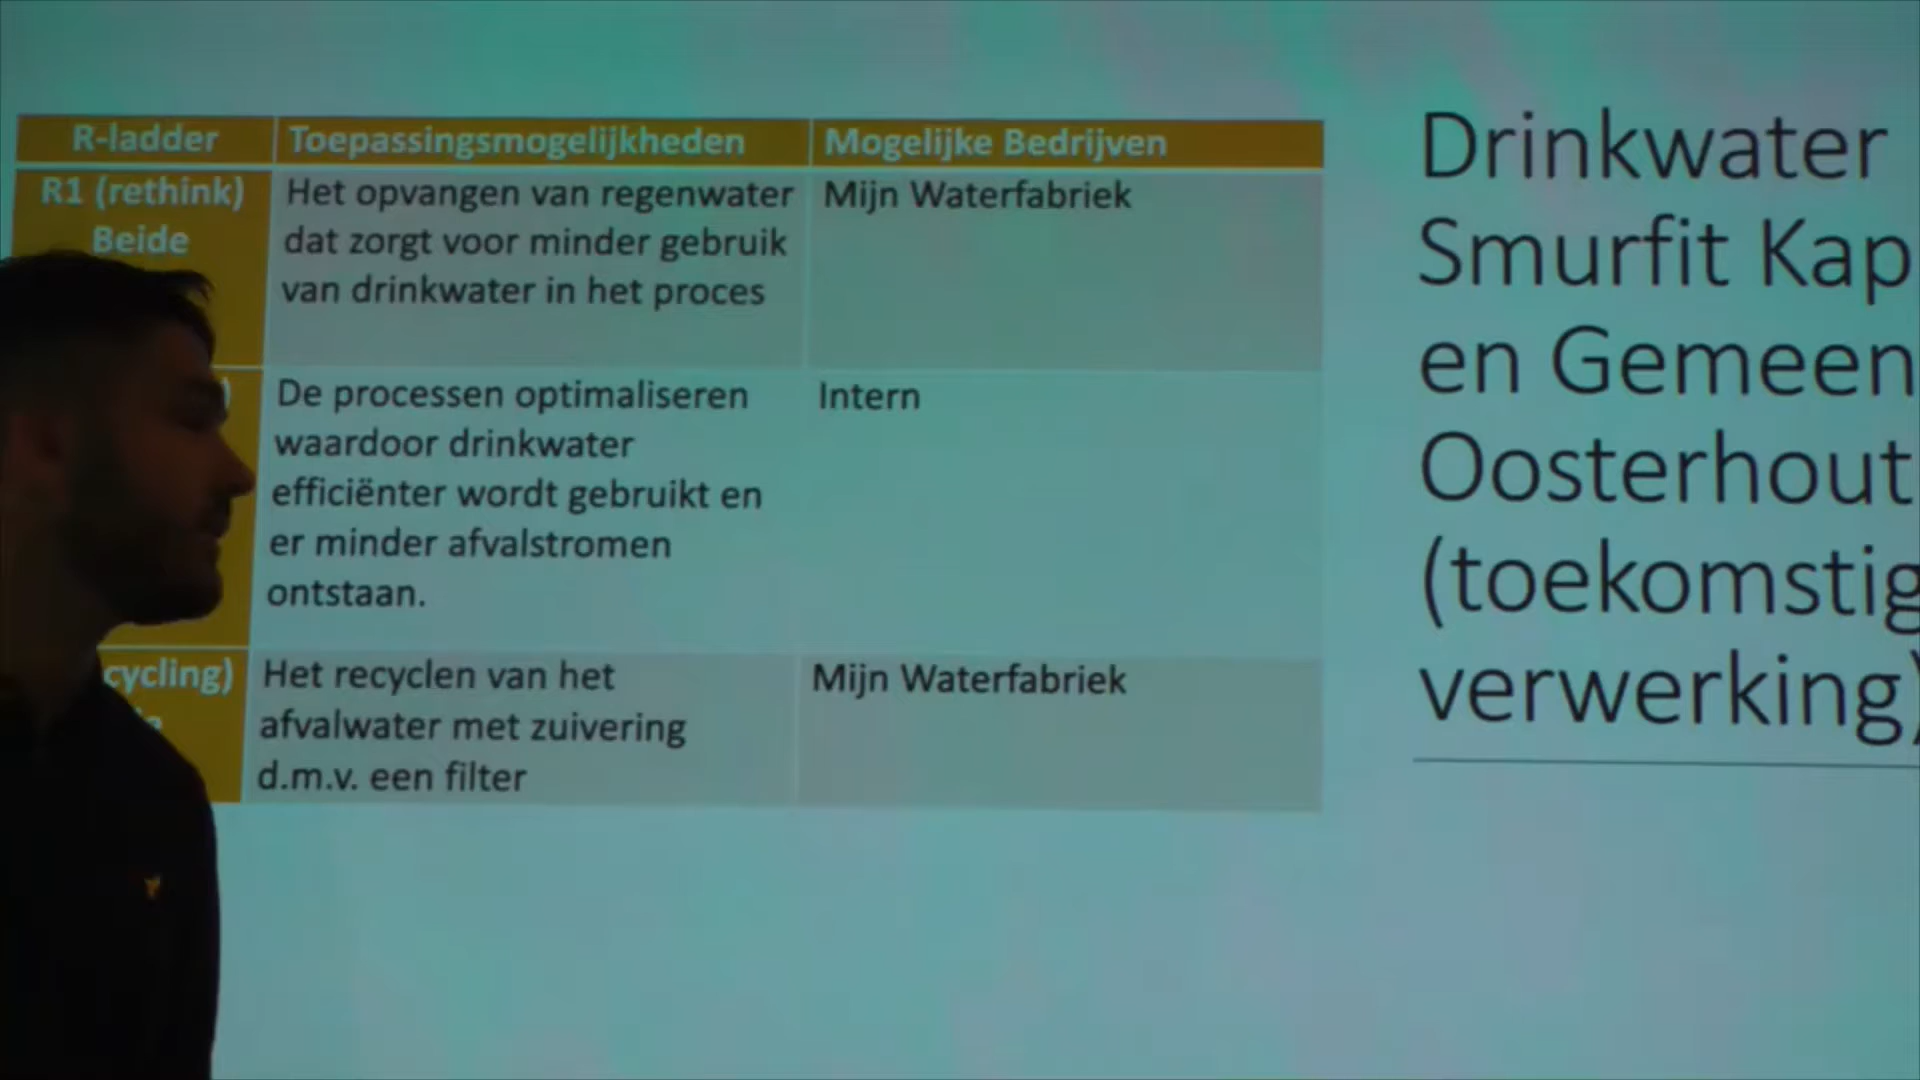 R-ladder
Toepassingsmogelijkheden
Mogelijke Bedrijven
R1 (rethink)
Beide
Het opvangen van regenwater
dat zorgt voor minder gebruik
van drinkwater in het proces
Mijn Waterfabriek
De processen optimaliseren
waardoor drinkwater
efficiënter wordt gebruikt en
er minder afvalstromen
ontstaan.
Intern
cycling)
Het recyclen van het
afvalwater met zuivering
d.m.v. een filter
Mijn Waterfabriek
Drinkwater
Smurfit Kap
en Gemeen
Oosterhout
(toekomstig
verwerking)